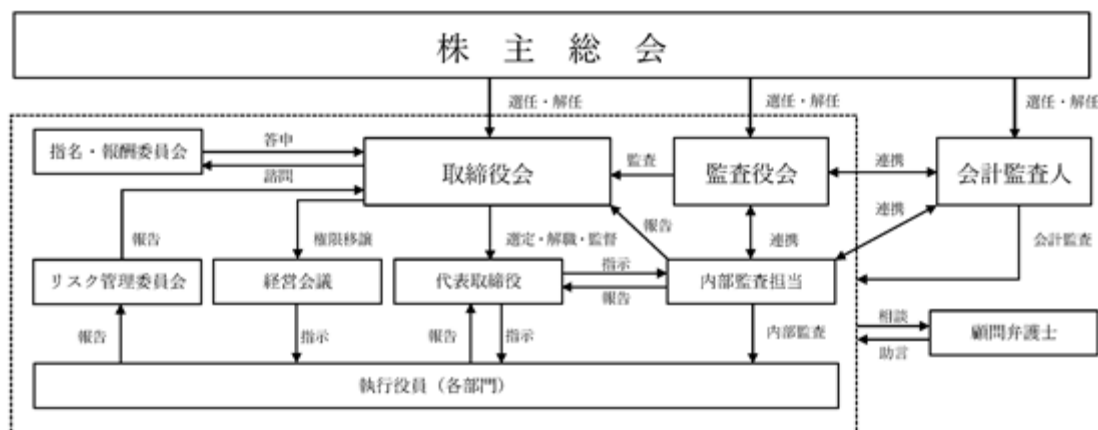 株主総会
選任・解任
選任・解任
選任・解任
指名・報酬委員会
答申
諮問
取締役会
監査
監査役会
連携
会計監査人
連携
報告
権限移譲
選定・解職・監督
報告
連携
会計監査
リスク管理委員会
経営会議
代表取締役
指示
報告
内部監査担当
報告
指示
報告
指示
内部監査
相談
助言
顧問弁護士
執行役員（各部門）